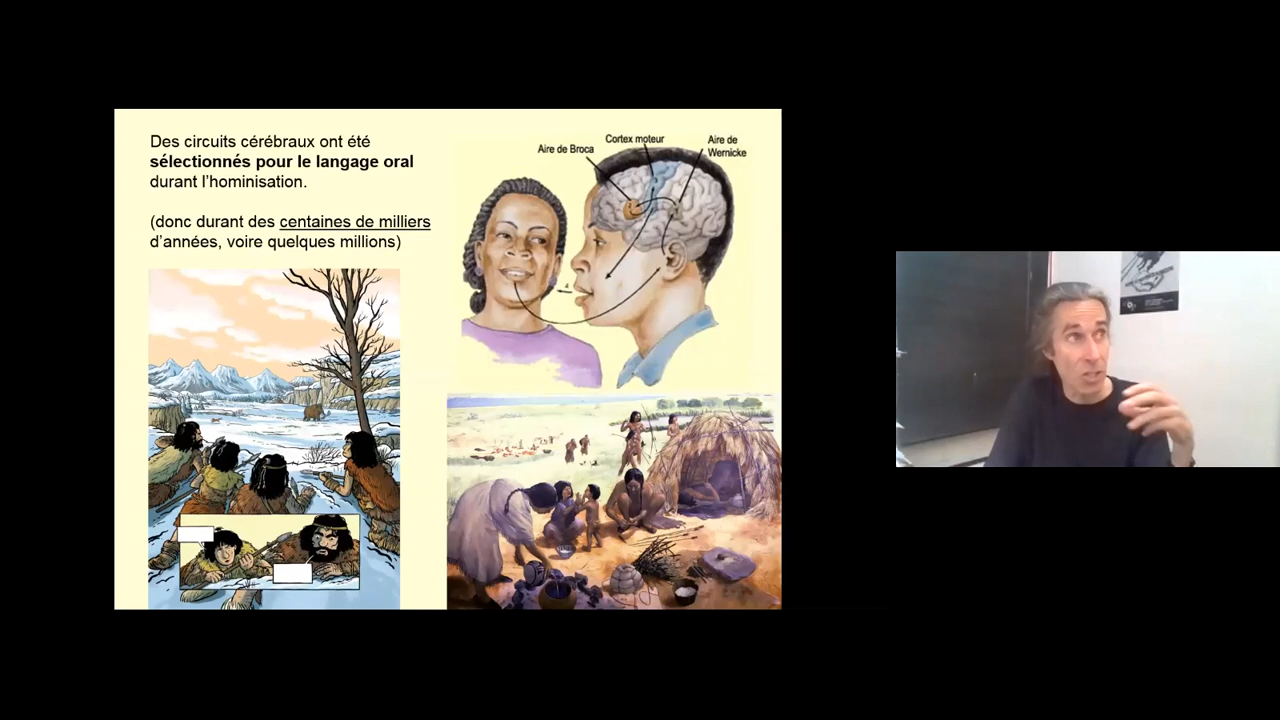 Des circuits cérébraux ont été
sélectionnés pour le langage oral
durant l'hominisation.
(donc durant des centaines de milliers
d'années, voire quelques millions)
Aire de Broca
Cortex moteur
Aire de
Wernicke